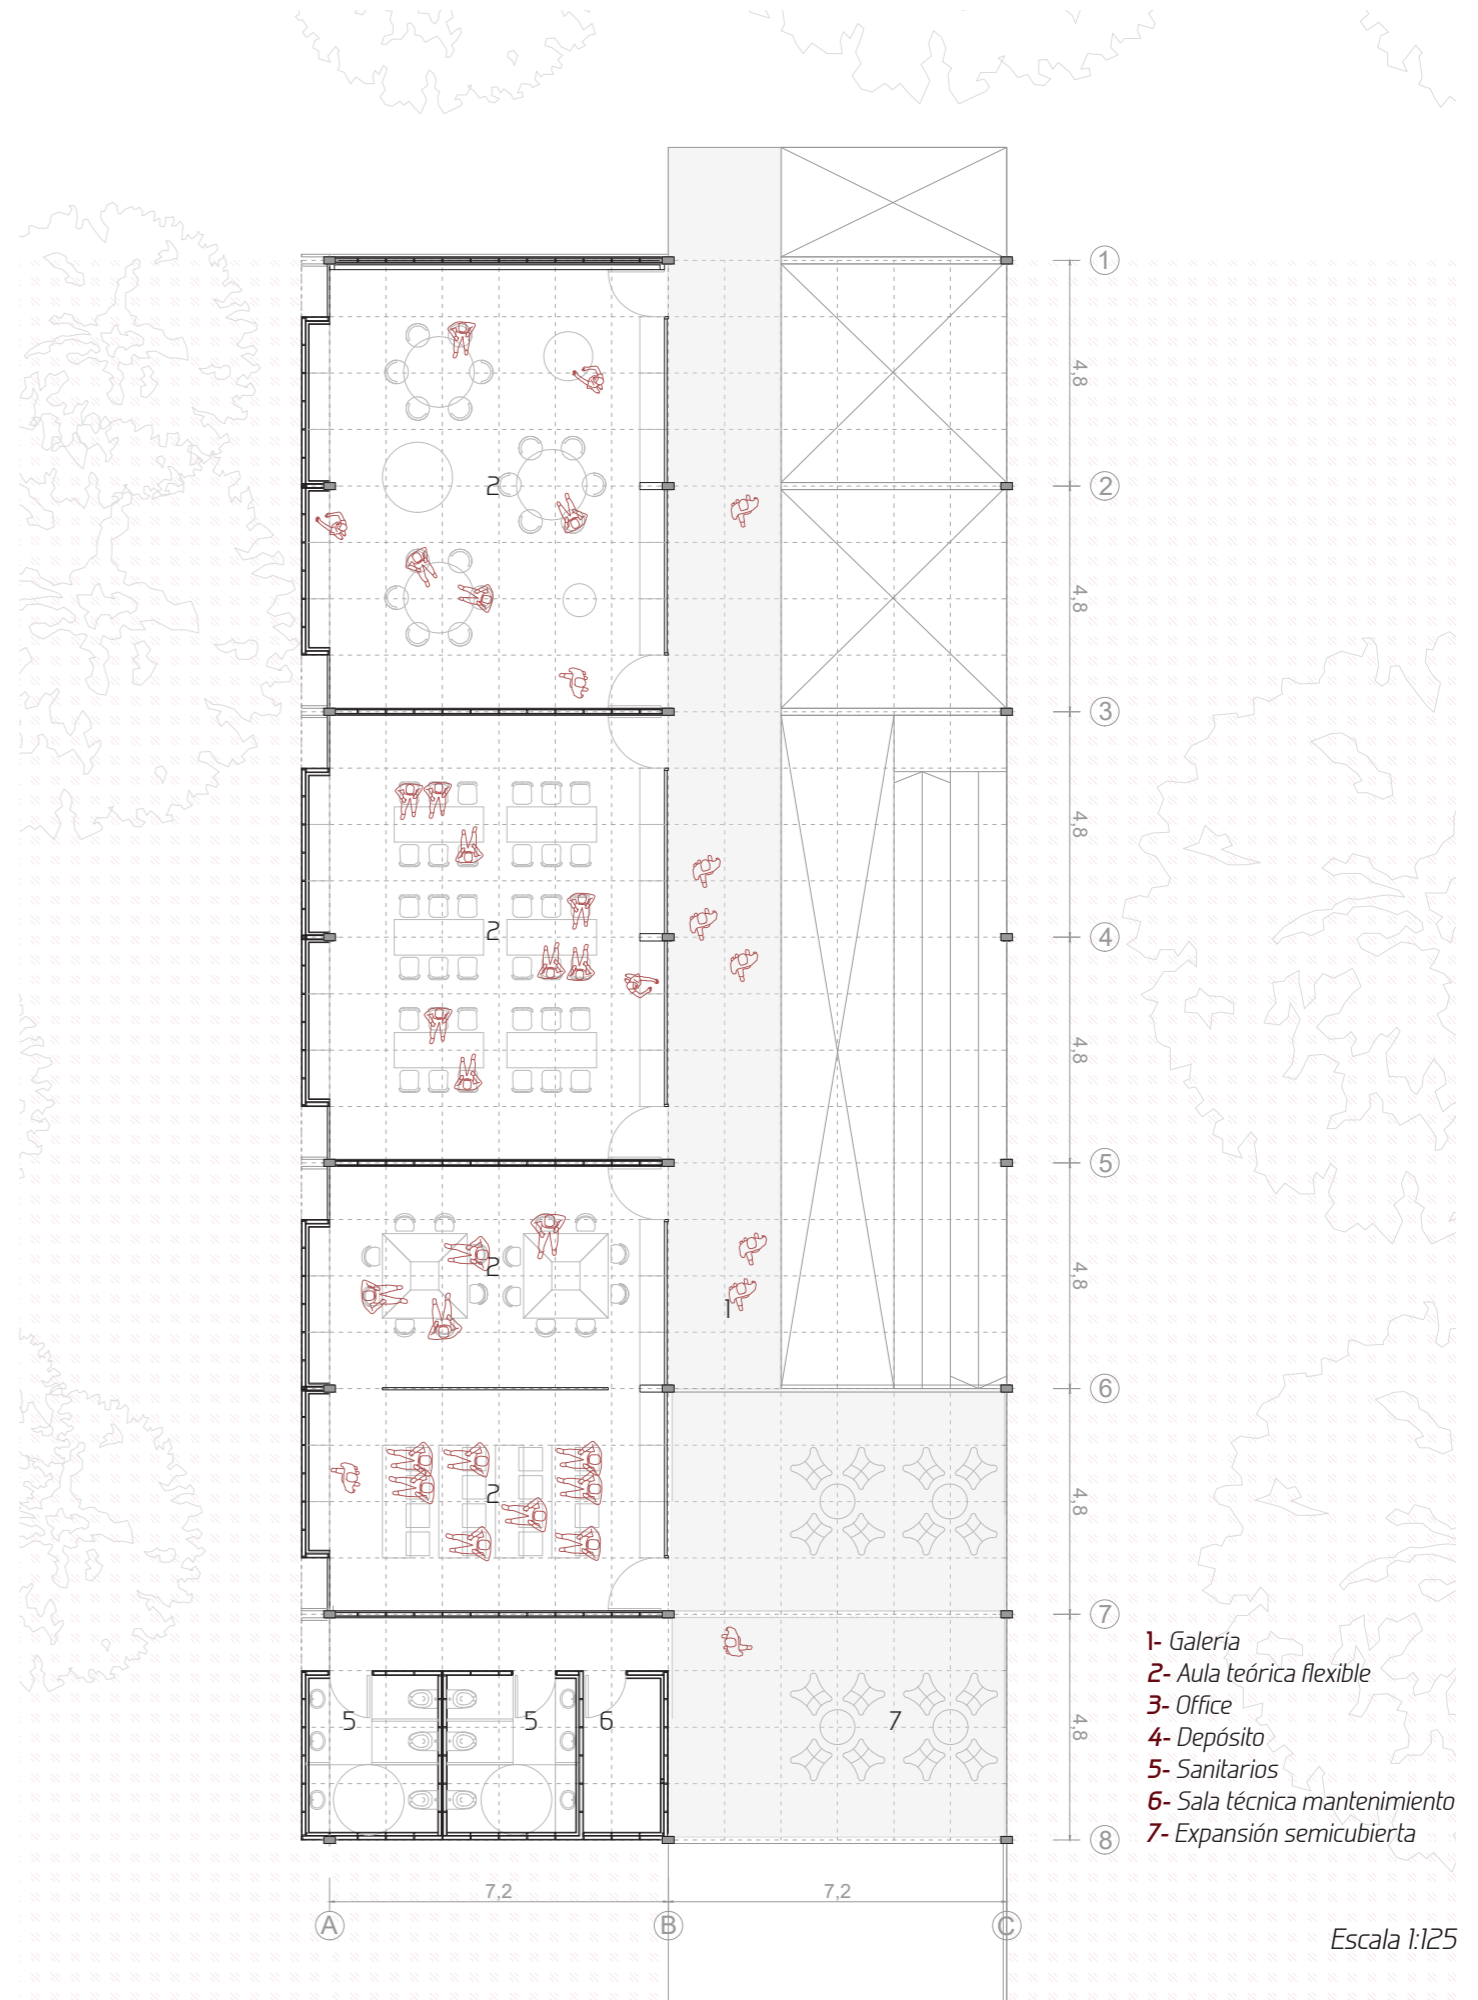 1
4,8
2
2
4,8
3
4,8
2
4
4,8
5
2
4,8
1
6
2
4,8
7
5
5
6
7
4,8
8
1- Galería
2- Aula teórica flexible
3- Office
4- Depósito
5- Sanitarios
6- Sala técnica mantenimiento
7- Expansión semicubierta
7,2
7,2
A
B
C
Escala 1:125